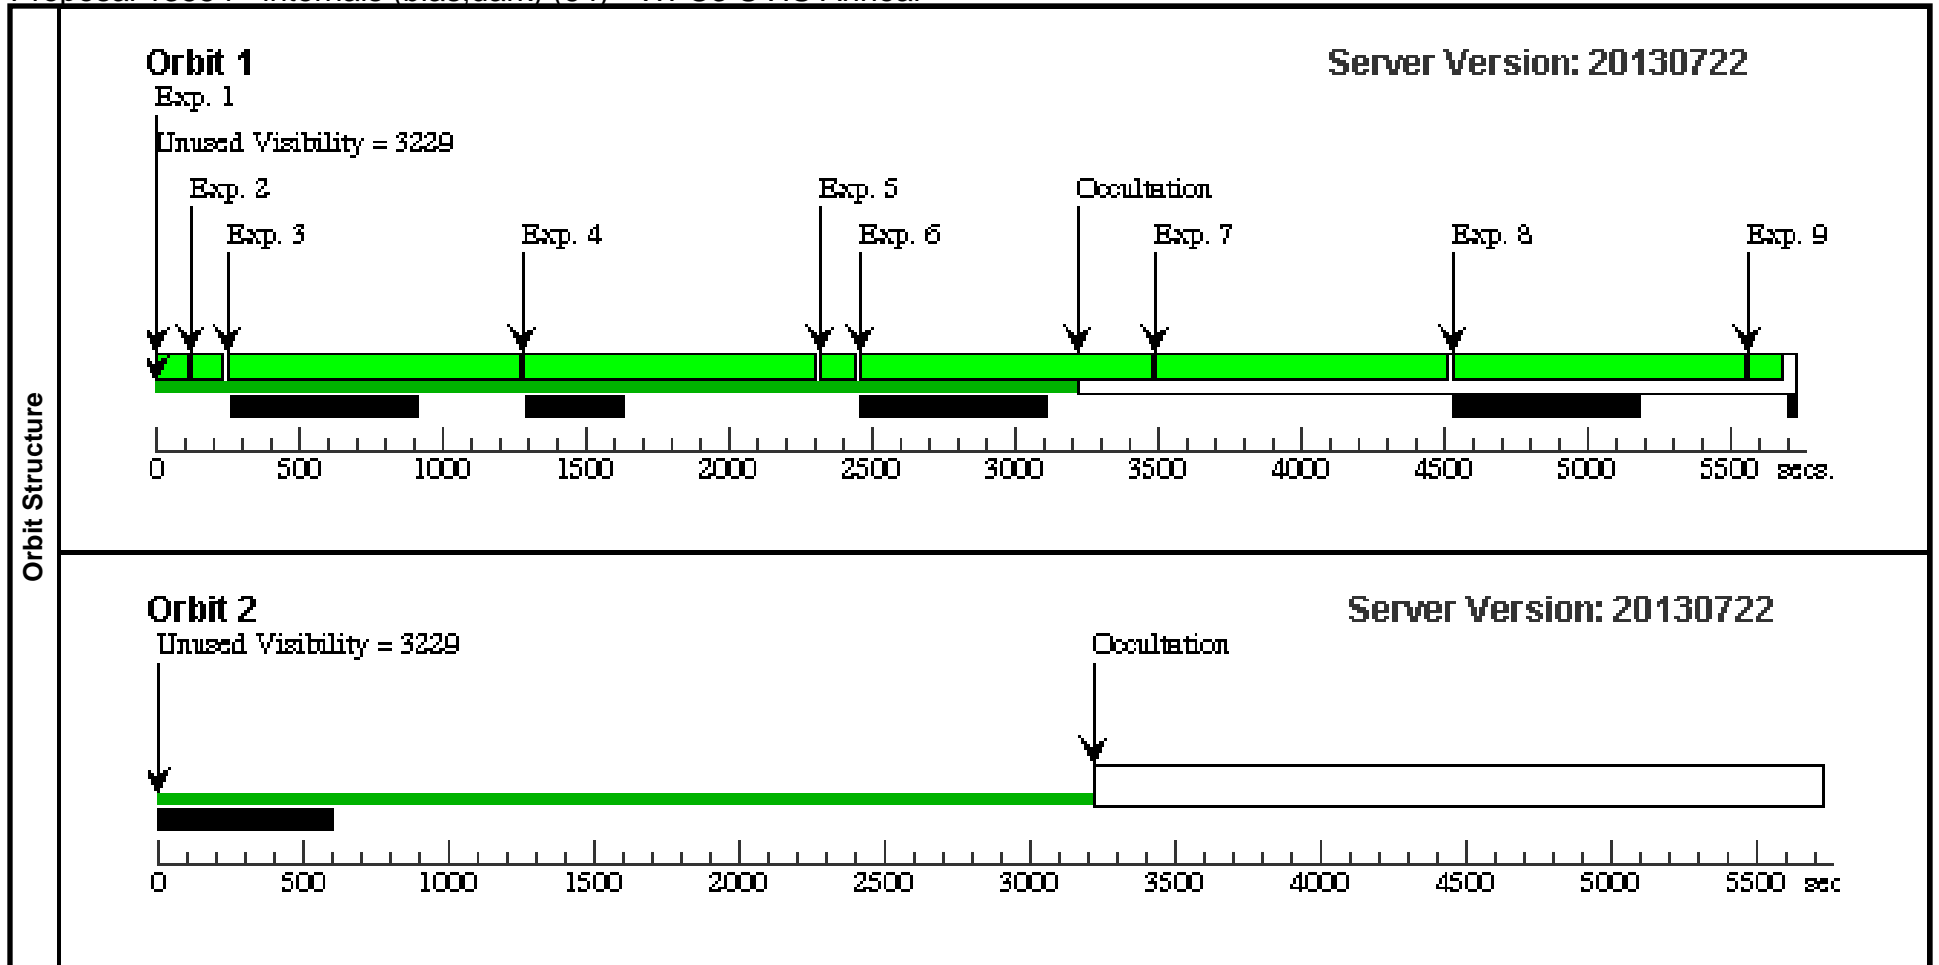 Orbit Structure
Orbit 1
Server Version: 20130722
Exp. 1
Unused Visibility = 3229
Exp. 2
Exp. 5
Occultation
Exp. 3
Exp. 4
Exp. 6
Exp. 7
Exp. 8
Exp. 9
0 500 1000 1500 2000 2500 3000 3500 4000 4500 5000 5500 secs.
Orbit 2
Server Version: 20130722
Unused Visibility = 3229
Occultation
0 500 1000 1500 2000 2500 3000 3500 4000 4500 5000 5500 sec